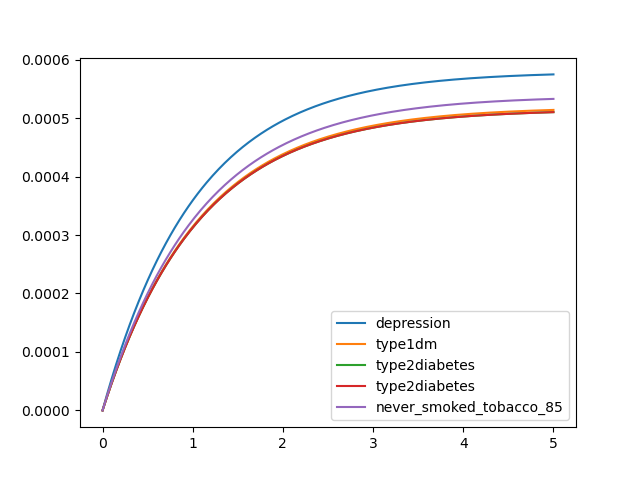 0.0006
0.0005
0.0004
0.0003
0.0002
0.0001
0.0000
0 1 2 3 4 5
depression
type1dm
type2diabetes
type2diabetes
never_smoked_tobacco_85